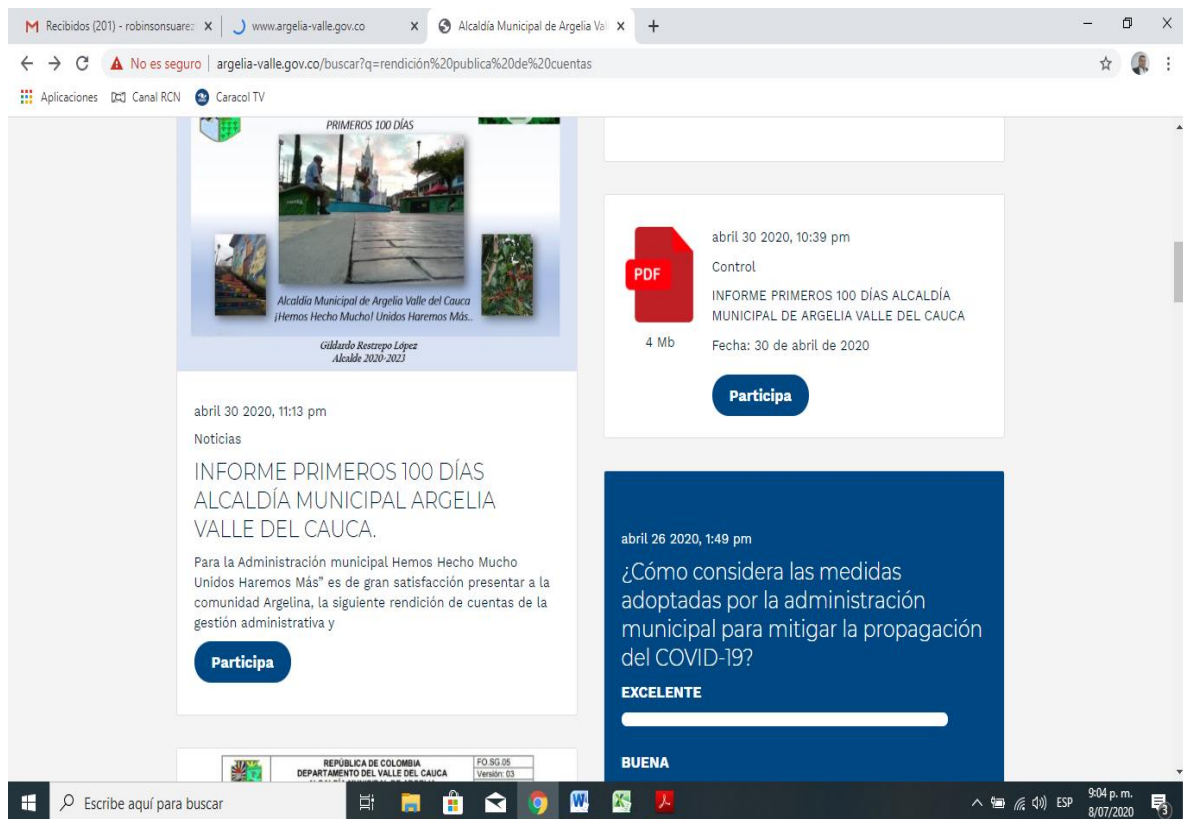 Recibidos (201) - robinsonsuarez
www.argelia-valle.gov.co
Alcaldía Municipal de Argelia Val
No es seguro
argelia-valle.gov.co/buscar?q=rendición%20publica%20de%20cuentas
Aplicaciones
Canal RCN
Caracol TV
PRIMEROS 100 DÍAS
Alcaldía Municipal de Argelia Valle del Cauca
¡Hemos Hecho Mucho! Unidos Haremos Más..
Gildardo Restrepo López
Alcalde 2020-2023
abril 30 2020, 11:13 pm
Noticias
INFORME PRIMEROS 100 DÍAS
ALCALDÍA MUNICIPAL ARGELIA
VALLE DEL CAUCA.
Para la Administración municipal Hemos Hecho Mucho
Unidos Haremos Más" es de gran satisfacción presentar a la
comunidad Argelina, la siguiente rendición de cuentas de la
gestión administrativa y
Participa
REPÚBLICA DE COLOMBIA
DEPARTAMENTO DEL VALLE DEL CAUCA
FO.SG.05
Versión: 03
PDF
4 Mb
abril 30 2020, 10:39 pm
Control
INFORME PRIMEROS 100 DÍAS ALCALDÍA
MUNICIPAL DE ARGELIA VALLE DEL CAUCA
Fecha: 30 de abril de 2020
Participa
abril 26 2020, 1:49 pm
¿Cómo considera las medidas
adoptadas por la administración
municipal para mitigar la propagación
del COVID-19?
EXCELENTE
BUENA
Escribe aquí para buscar
ESP
9:04 p. m.
8/07/2020
3